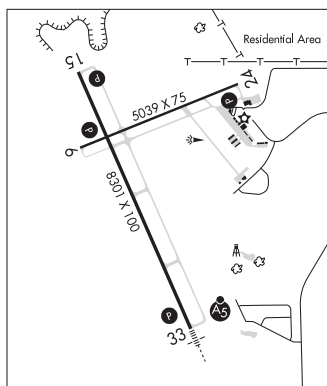 Residential Area
T
T
T
T
T
T
15
P
24
5039 X 75
P
P
6
8301 X 100
P
A5
33